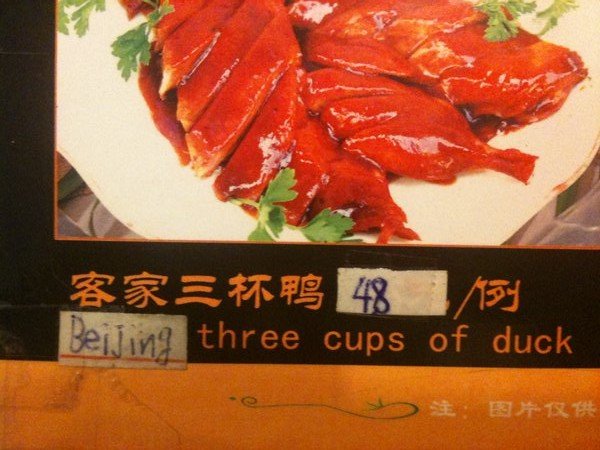 客家三杯鸭 48 /例
Beijing three cups of duck
注: 图片仅供